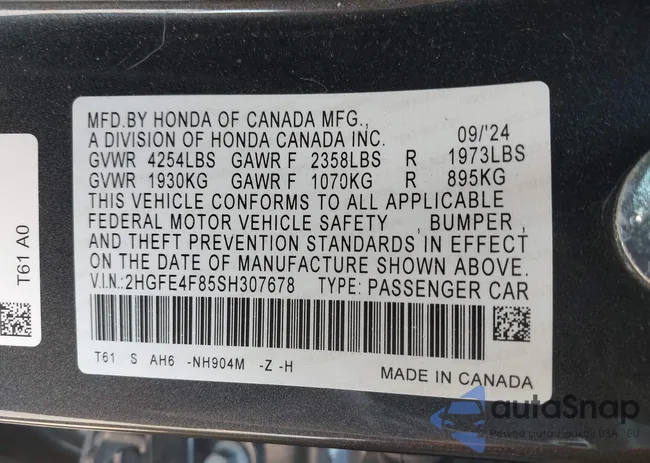 MFD.BY HONDA OF CANADA MFG.,
A DIVISION OF HONDA CANADA INC. 09/'24
GVWR 4254LBS GAWR F 2358LBS R 1973LBS
GVWR 1930KG GAWR F 1070KG R 895KG
THIS VEHICLE CONFORMS TO ALL APPLICABLE
FEDERAL MOTOR VEHICLE SAFETY , BUMPER ,
AND THEFT PREVENTION STANDARDS IN EFFECT
ON THE DATE OF MANUFACTURE SHOWN ABOVE.
V.I.N.:2HGFE4F85SH307678 TYPE: PASSENGER CAR
T61 S AH6 -NH904M -Z -H
MADE IN CANADA
T61 A0
autoSnap